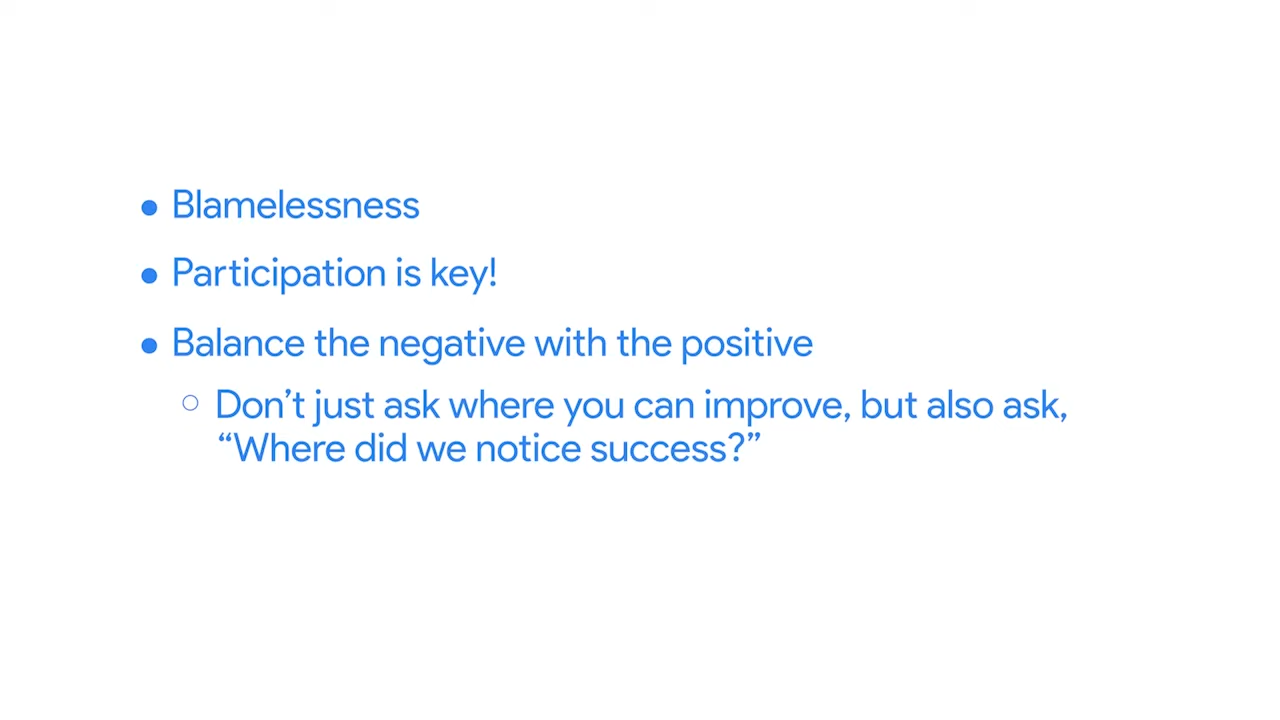 • Blamelessness
• Participation is key!
• Balance the negative with the positive
○ Don’t just ask where you can improve, but also ask,
“Where did we notice success?”